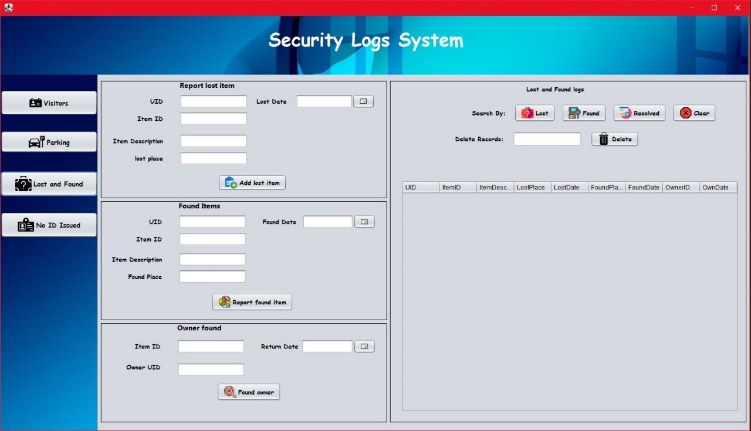 Security Logs System
Visitors
Parking
Lost and Found
No ID Issued
Report lost item
UID
Lost Date
Item ID
Item Description
lost place
Add lost item
Found Items
UID
Found Date
Item ID
Item Description
Found Place
Report found item
Owner found
Item ID
Return Date
Owner UID
Found owner
Lost and Found logs
Search By: Lost Found Resolved Clear
Delete Records: Delete
UID ItemID ItemDesc... LostPlace LostDate FoundPla... FoundDate OwnerID OwnDate